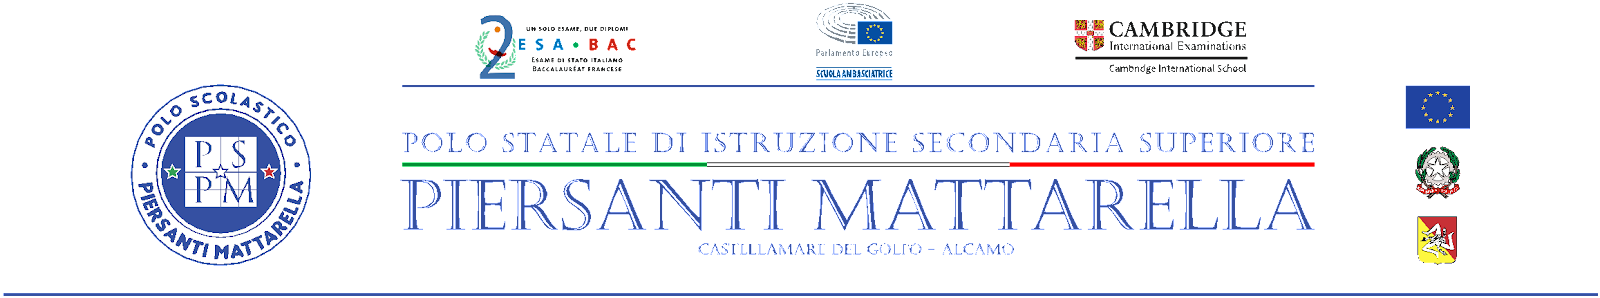 UN SOLO ESAME, DUE DIPLOMI
2 ESA • BAC
ESAME DI STATO ITALIANO
BACCALAURÉAT FRANCESE
Parlamento Europeo
SCUOLA AMBASCIATRICE
CAMBRIDGE
International Examinations
Cambridge International School
• POLO SCOLASTICO •
PS
PM
PIERSANTI MATTARELLA
POLO STATALE DI ISTRUZIONE SECONDARIA SUPERIORE
PIERSANTI MATTARELLA
CASTELLAMARE DEL GOLFO – ALCAMO